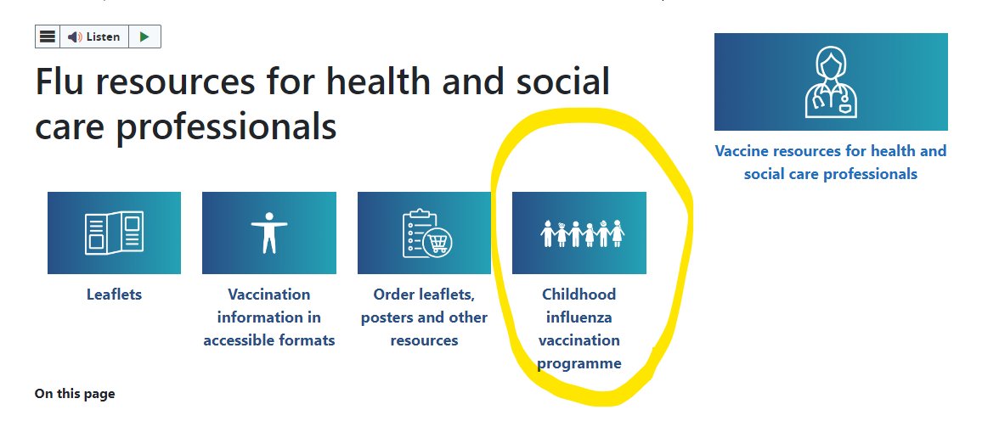 Listen
Flu resources for health and social
care professionals
Vaccine resources for health and
social care professionals
Leaflets
Vaccination
information in
accessible formats
Order leaflets,
posters and other
resources
Childhood
influenza
vaccination
programme
On this page